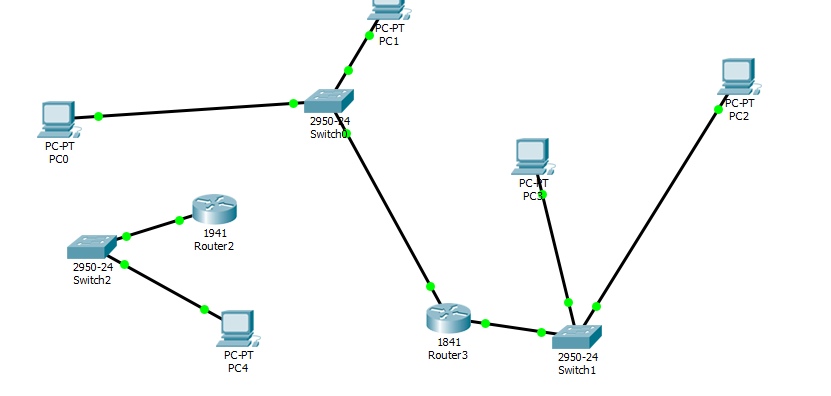 PC-PT
PC1
2950-24
Switch0
PC-PT
PC2
PC-PT
PC0
PC-PT
PC3
1941
Router2
2950-24
Switch2
1841
Router3
2950-24
Switch1
PC-PT
PC4